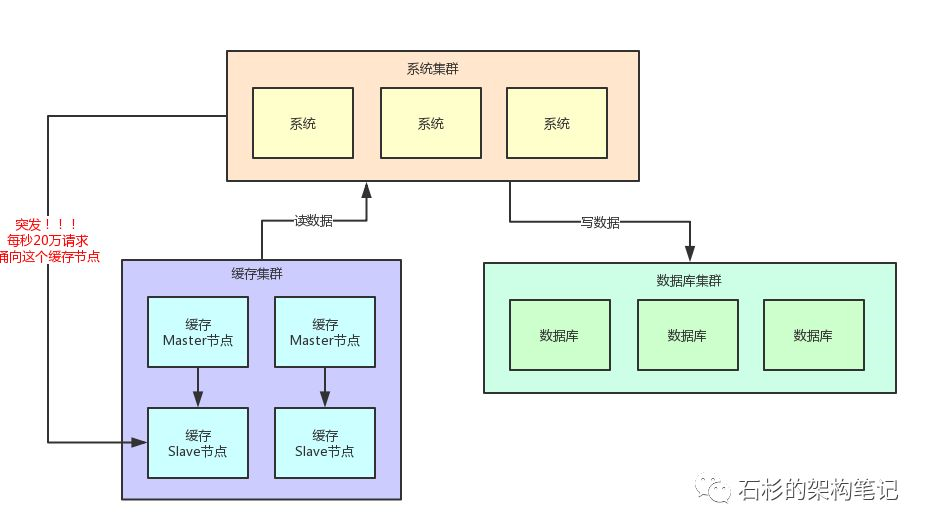 系统集群
系统
系统
系统
读数据
写数据
突发！！！
每秒20万请求
涌向这个缓存节点
缓存集群
缓存
Master节点
缓存
Master节点
缓存
Slave节点
缓存
Slave节点
数据库集群
数据库
数据库
数据库
石杉的架构笔记